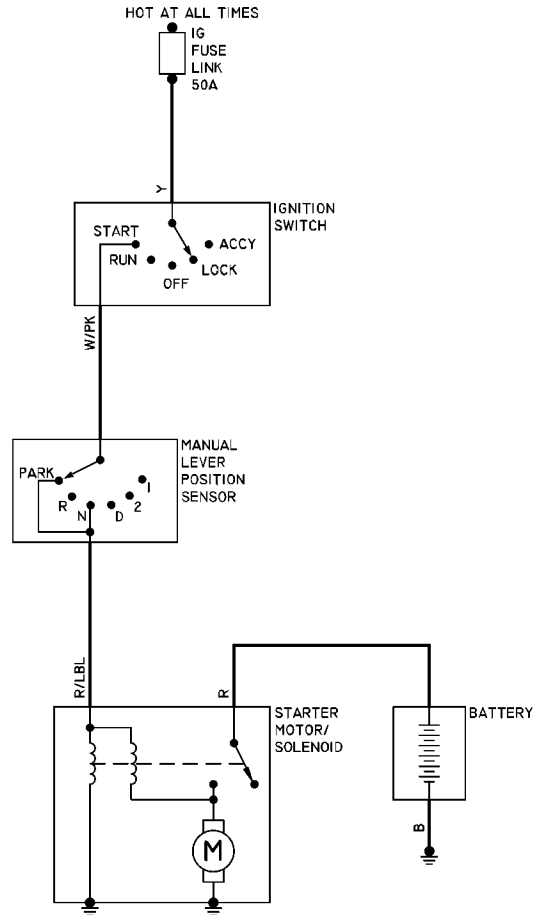 HOT AT ALL TIMES
IG
FUSE
LINK
50A
Y
IGNITION
SWITCH
START
ACCY
RUN
LOCK
OFF
W/PK
MANUAL
LEVER
POSITION
SENSOR
PARK
1
R
2
N
D
R/LBL
R
STARTER
MOTOR/
SOLENOID
BATTERY
M
B